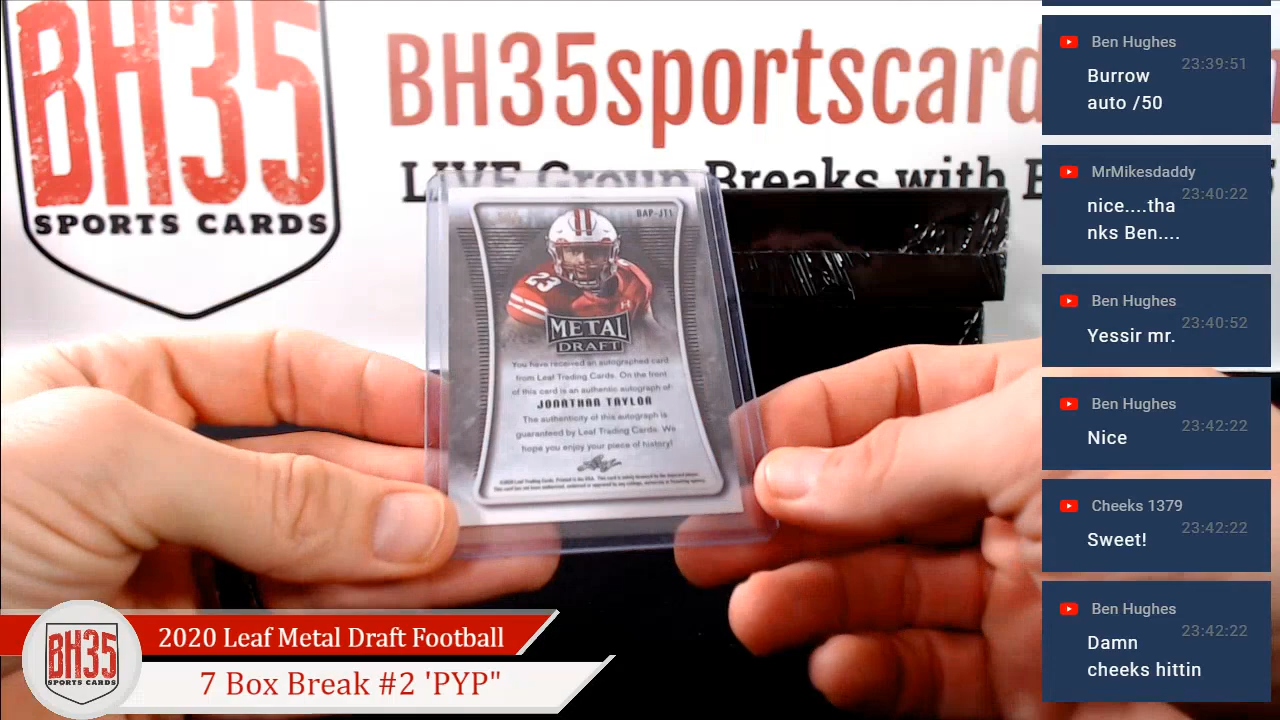 BH35
SPORTS CARDS
BH35sportscard
LIVE Group Breaks with
BAP-JT1
23
METAL
DRAFT
You have received an autographed card
from Leaf Trading Cards. On the front
of this card is an authentic autograph of:
JONATHAN TAYLOR
The authenticity of this autograph is
guaranteed by Leaf Trading Cards. We
hope you enjoy your piece of history!
Leaf
Ben Hughes
23:39:51
Burrow
auto /50
MrMikesdaddy
23:40:22
nice....tha
nks Ben....
Ben Hughes
23:40:52
Yessir mr.
Ben Hughes
23:42:22
Nice
Cheeks 1379
23:42:22
Sweet!
Ben Hughes
23:42:22
Damn
cheeks hittin
BH35
SPORTS CARDS
2020 Leaf Metal Draft Football
7 Box Break #2 'PYP"